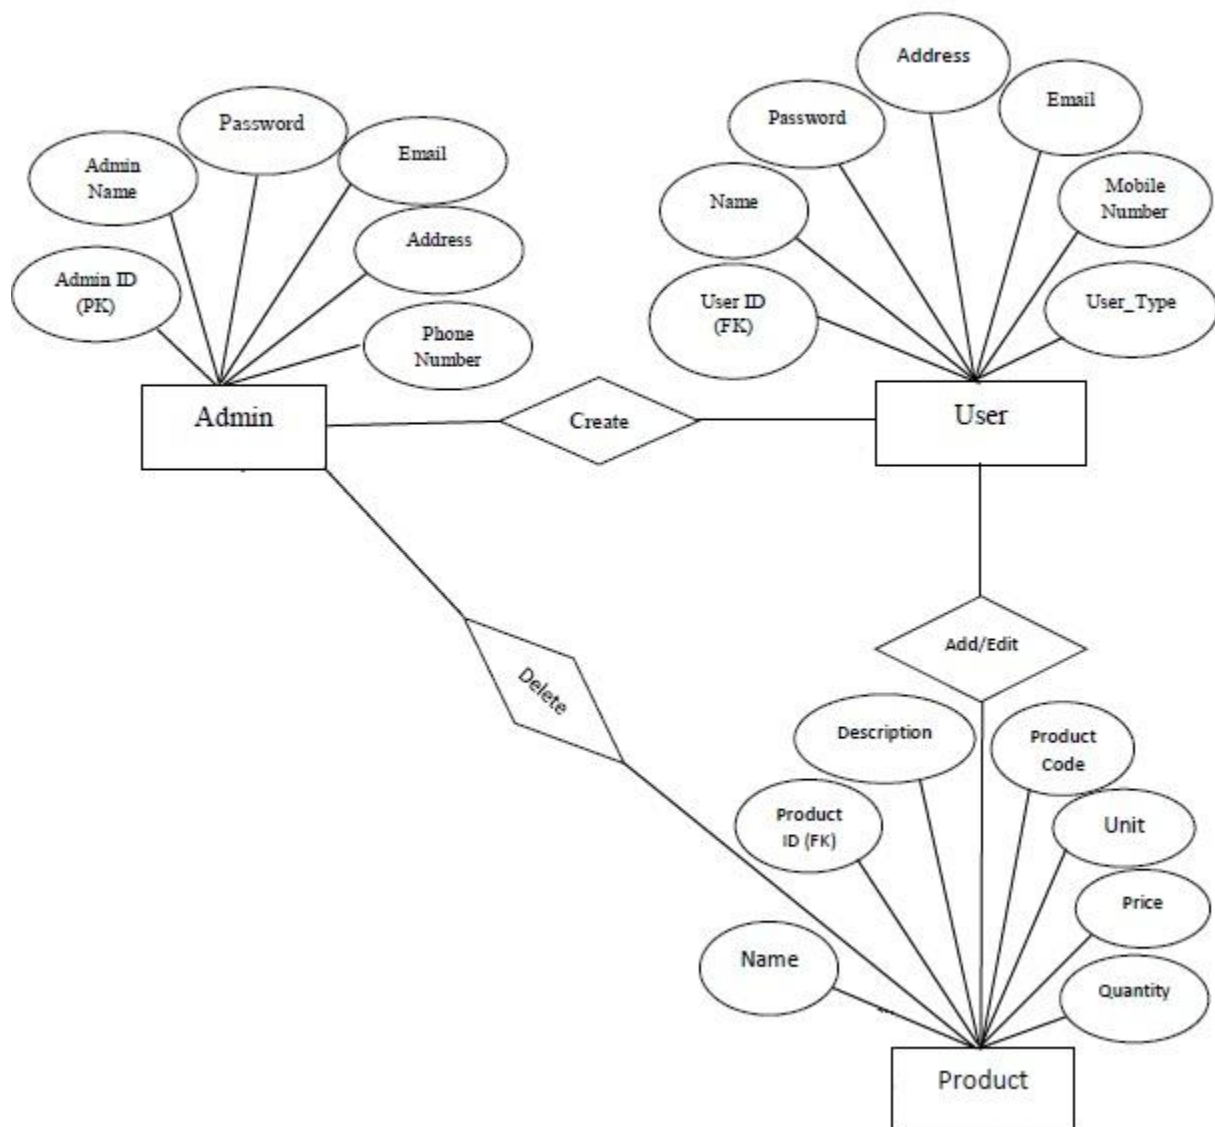 Address
Password
Email
Admin
Name
Password
Email
Mobile
Number
Name
Address
Admin ID
(PK)
User ID
(FK)
User_Type
Phone
Number
Admin
Create
User
Add/Edit
Delete
Description
Product
Code
Product
ID (FK)
Unit
Price
Name
Quantity
Product